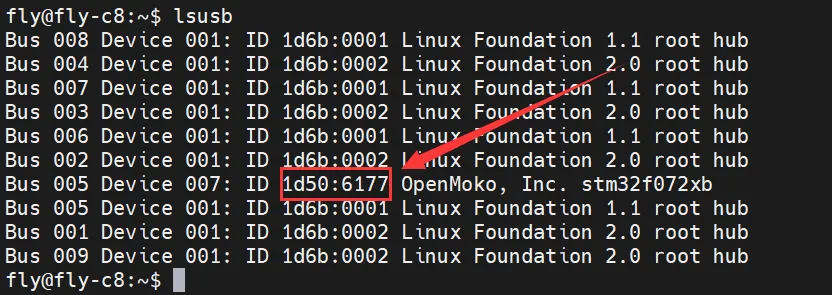 fly@fly-c8:~$ lsusb
Bus 008 Device 001: ID 1d6b:0001 Linux Foundation 1.1 root hub
Bus 004 Device 001: ID 1d6b:0002 Linux Foundation 2.0 root hub
Bus 007 Device 001: ID 1d6b:0001 Linux Foundation 1.1 root hub
Bus 003 Device 001: ID 1d6b:0002 Linux Foundation 2.0 root hub
Bus 006 Device 001: ID 1d6b:0001 Linux Foundation 1.1 root hub
Bus 002 Device 001: ID 1d6b:0002 Linux Foundation 2.0 root hub
Bus 005 Device 007: ID 1d50:6177 OpenMoko, Inc. stm32f072xb
Bus 005 Device 001: ID 1d6b:0001 Linux Foundation 1.1 root hub
Bus 001 Device 001: ID 1d6b:0002 Linux Foundation 2.0 root hub
Bus 009 Device 001: ID 1d6b:0002 Linux Foundation 2.0 root hub
fly@fly-c8:~$